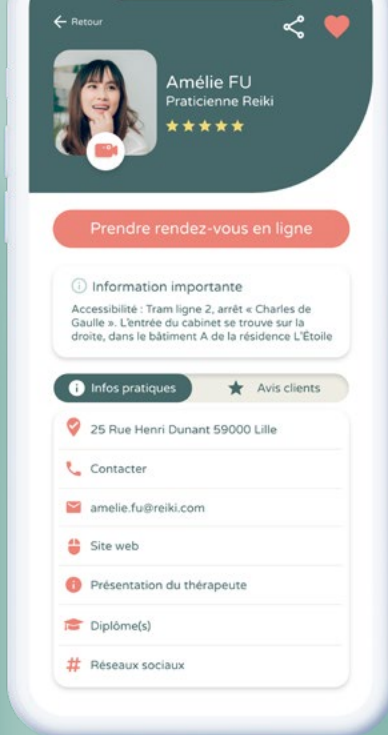 Retour
Amélie FU
Praticienne Reiki
Prendre rendez-vous en ligne
Information importante
Accessibilité : Tram ligne 2, arrêt « Charles de
Gaulle ». L'entrée du cabinet se trouve sur la
droite, dans le bâtiment A de la résidence L'Étoile
Infos pratiques
Avis clients
25 Rue Henri Dunant 59000 Lille
Contacter
amelie.fu@reiki.com
Site web
Présentation du thérapeute
Diplôme(s)
Réseaux sociaux